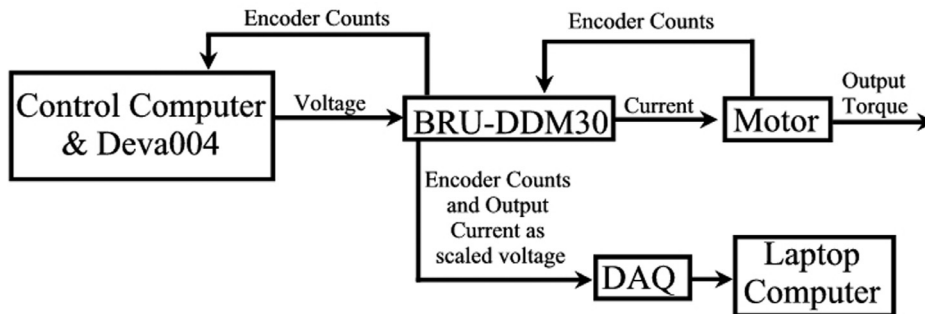 Encoder Counts
Encoder Counts
Control Computer
& Deva004
Voltage
BRU-DDM30
Current
Motor
Output
Torque
Encoder Counts
and Output
Current as
scaled voltage
DAQ
Laptop
Computer